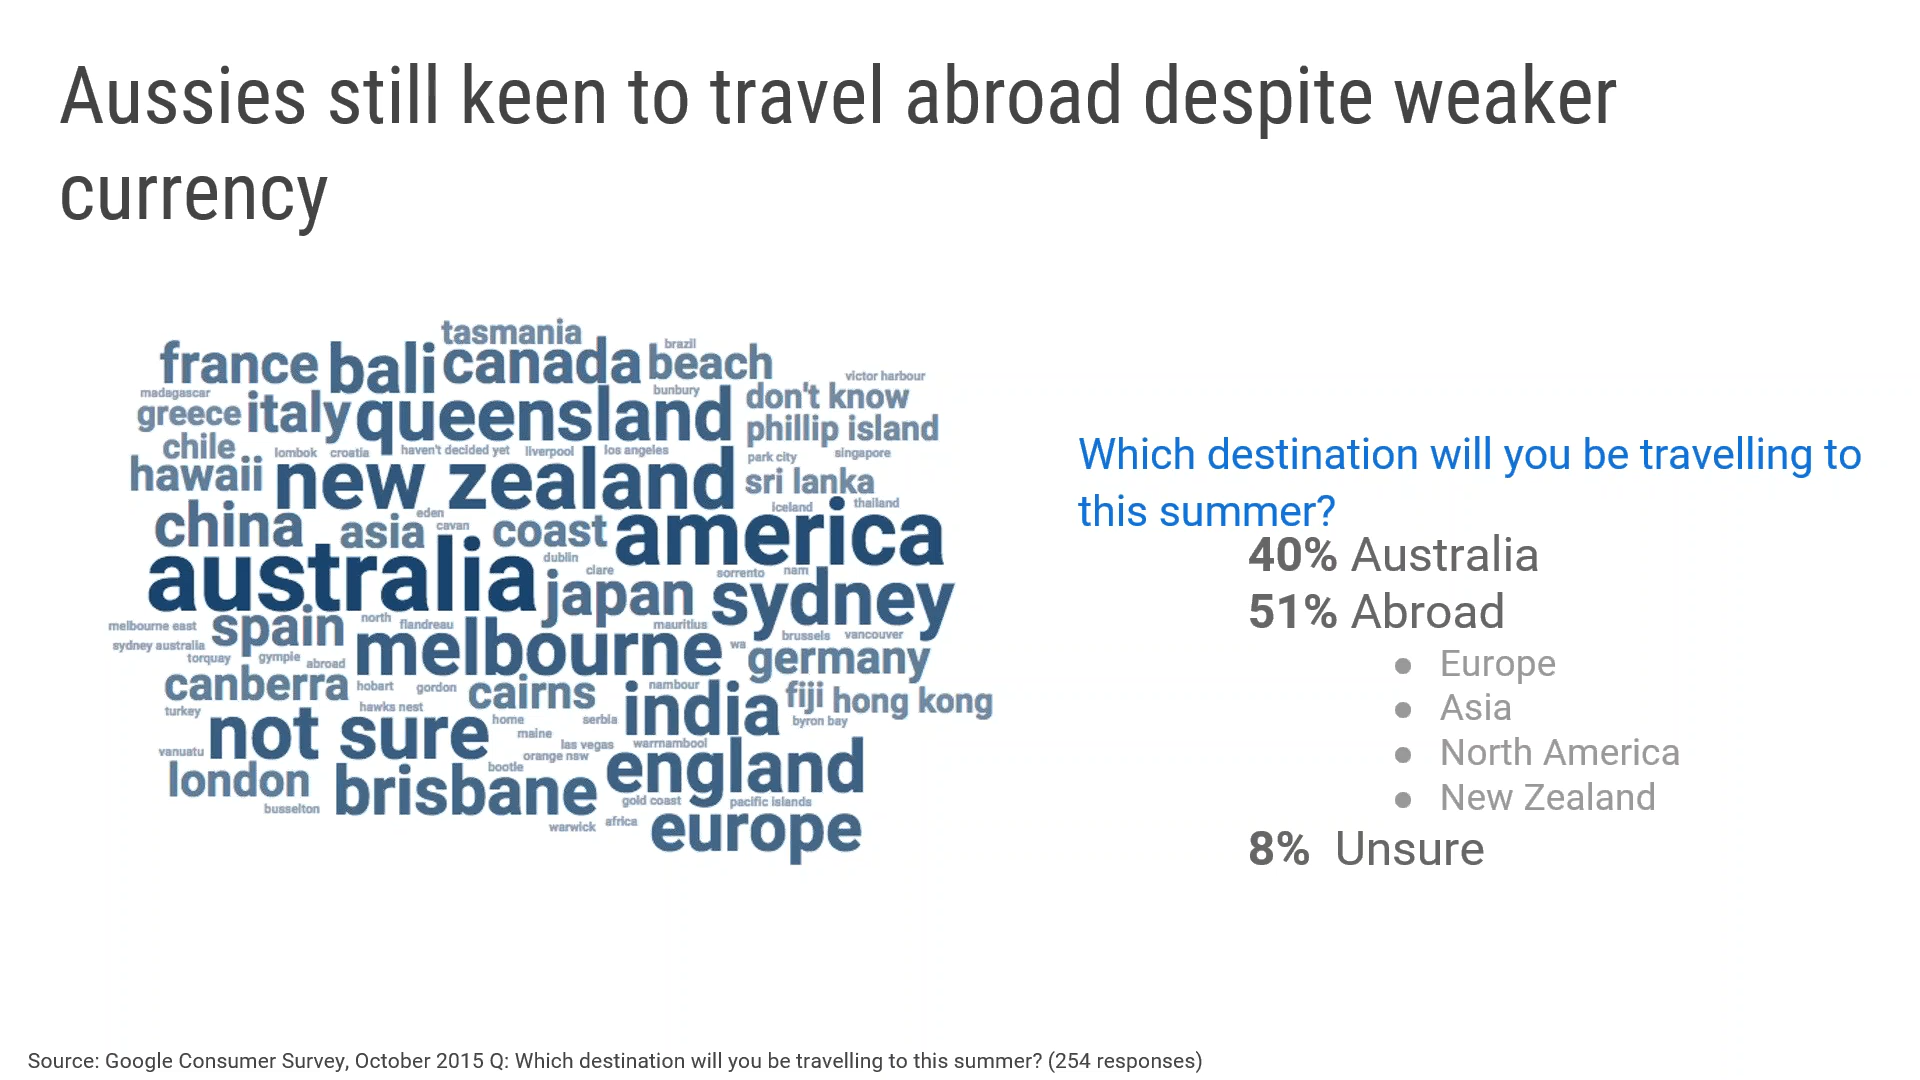 Aussies still keen to travel abroad despite weaker
currency
tasmania
france bali canada beach
brazil
victor harbour
madagascar
bunbury
greece italy queensland don't know
phillip island
chile
lombok croatia haven't decided yet liverpool los angeles park city singapore
hawaii new zealand sri lanka
iceland thailand
china asia eden cavan coast america
dublin
australia japan clare sorrento nam sydney
melbourne east spain north flandreau mauritius brussels vancouver
sydney australia
torquay gympie abroad melbourne wa germany
canberra hobart gordon cairns nambour india fiji hong kong
turkey hawks nest
not sure home serbia byron bay
maine
vanuatu las vegas warrnambool
orange nsw
london bootle brisbane england
busselton gold coast pacific islands
warwick africa europe
Which destination will you be travelling to
this summer?
40% Australia
51% Abroad
● Europe
● Asia
● North America
● New Zealand
8% Unsure
Source: Google Consumer Survey, October 2015 Q: Which destination will you be travelling to this summer? (254 responses)